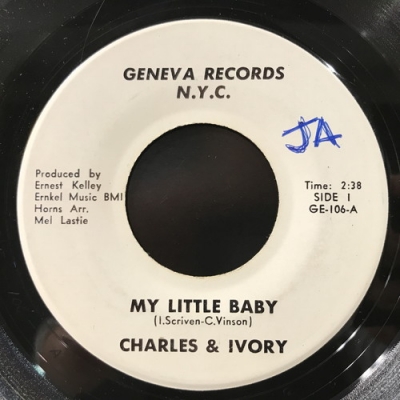 GENEVA RECORDS
N.Y.C.
JA
Produced by
Ernest Kelley
Ernkel Music BMI
Horns Arr.
Mel Lastie
Time: 2:38
SIDE I
GE-106-A
MY LITTLE BABY
(I.Scriven-C.Vinson)
CHARLES & IVORY